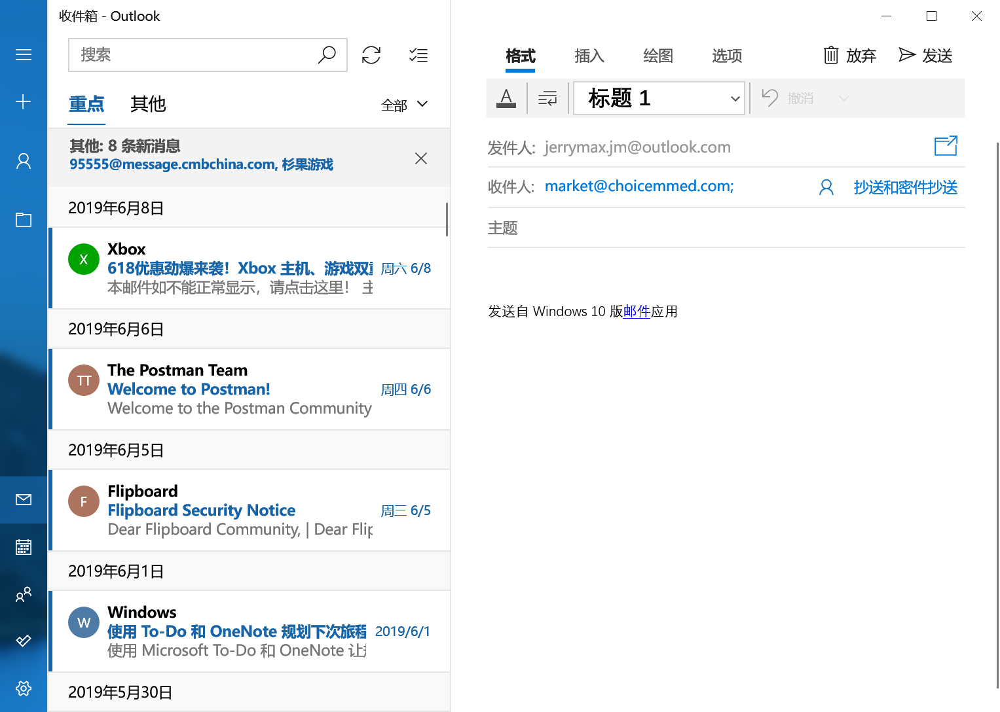 收件箱 - Outlook
搜索
重点
其他
全部
其他: 8 条新消息
95555@message.cmbchina.com, 杉果游戏
2019年6月8日
X
Xbox
618优惠劲爆来袭！Xbox 主机、游戏双重
周六 6/8
本邮件如不能正常显示，请点击这里！ 主
2019年6月6日
TT
The Postman Team
Welcome to Postman!
周四 6/6
Welcome to the Postman Community
2019年6月5日
F
Flipboard
Flipboard Security Notice
周三 6/5
Dear Flipboard Community, | Dear Flip
2019年6月1日
W
Windows
使用 To-Do 和 OneNote 规划下次旅程
2019/6/1
使用 Microsoft To-Do 和 OneNote 让
2019年5月30日
格式
插入
绘图
选项
放弃
发送
A
标题 1
撤消
发件人: jerrymax.jm@outlook.com
收件人: market@choicemmed.com;
抄送和密件抄送
主题
发送自 Windows 10 版邮件应用